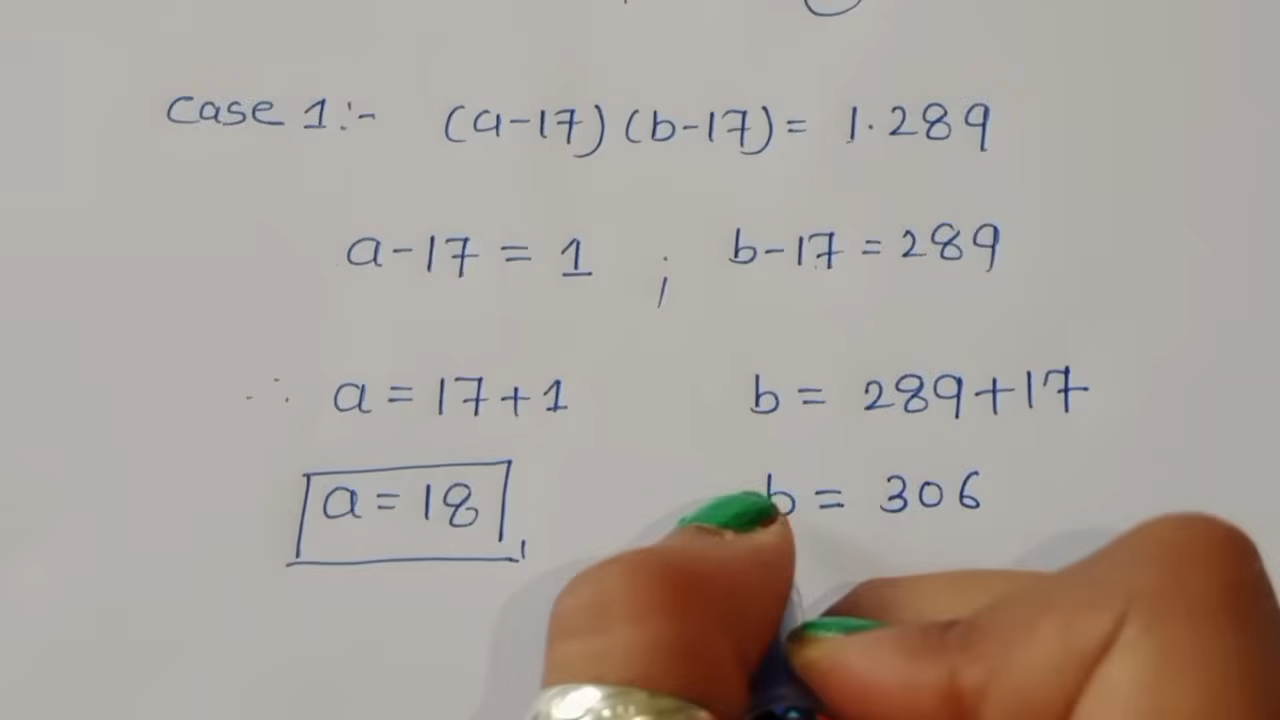 Case 1:- (a-17) (b-17) = 1.289
a-17 = 1 ; b-17 = 289
∴ a = 17+1 b = 289+17
a = 18, b = 306